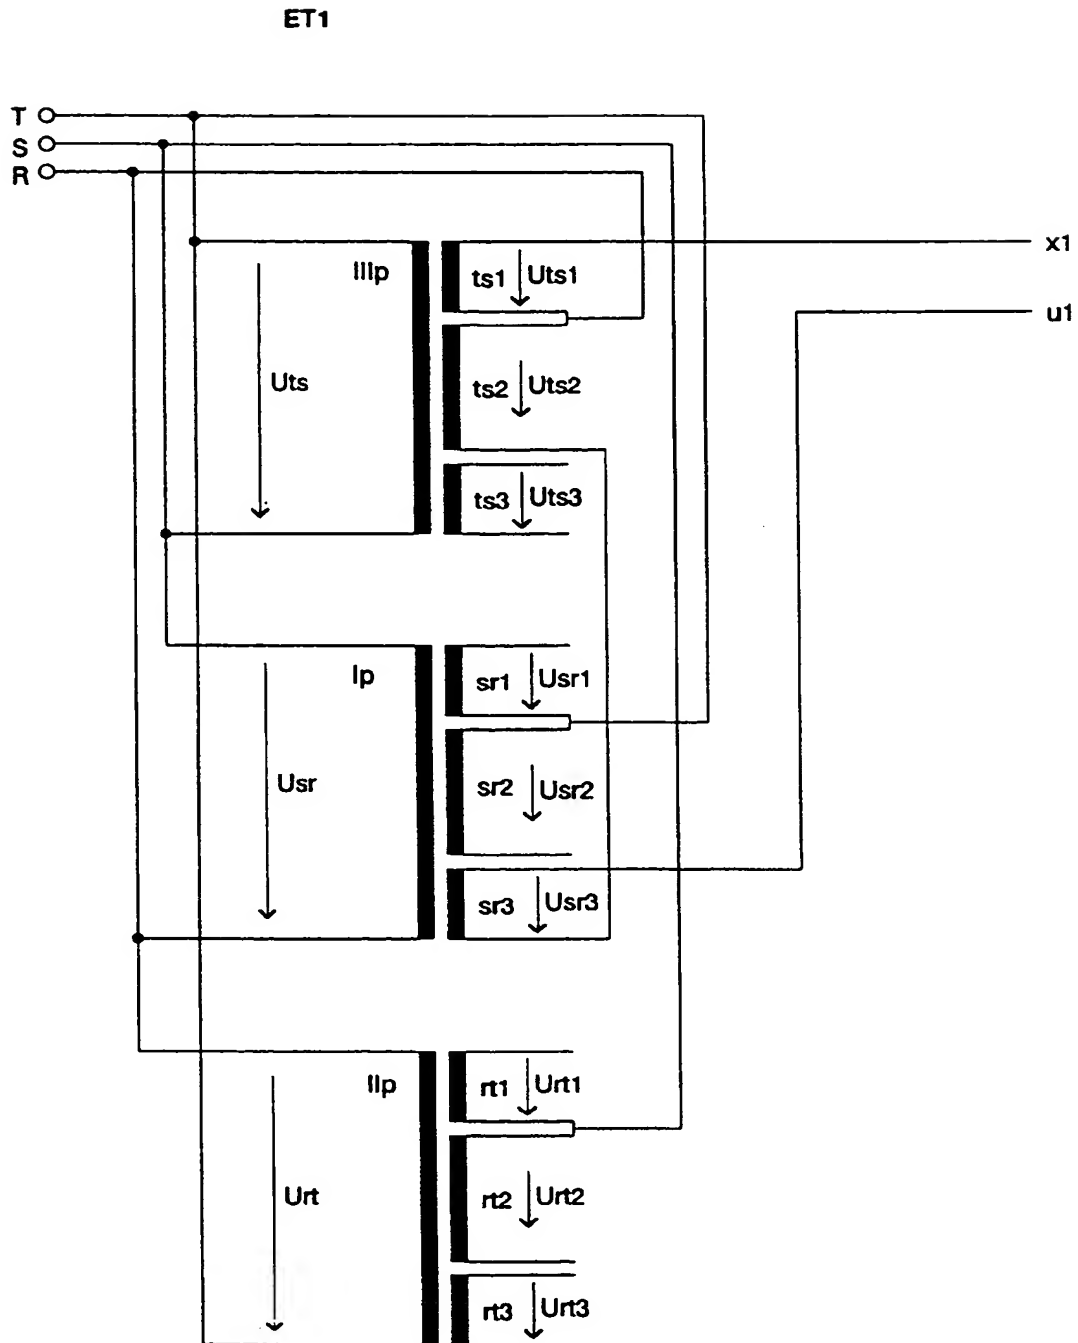 ET1
T
S
R
x1
IIIp
ts1
Uts1
u1
Uts
ts2
Uts2
ts3
Uts3
Ip
sr1
Usr1
Usr
sr2
Usr2
sr3
Usr3
IIp
rt1
Urt1
Urt
rt2
Urt2
rt3
Urt3